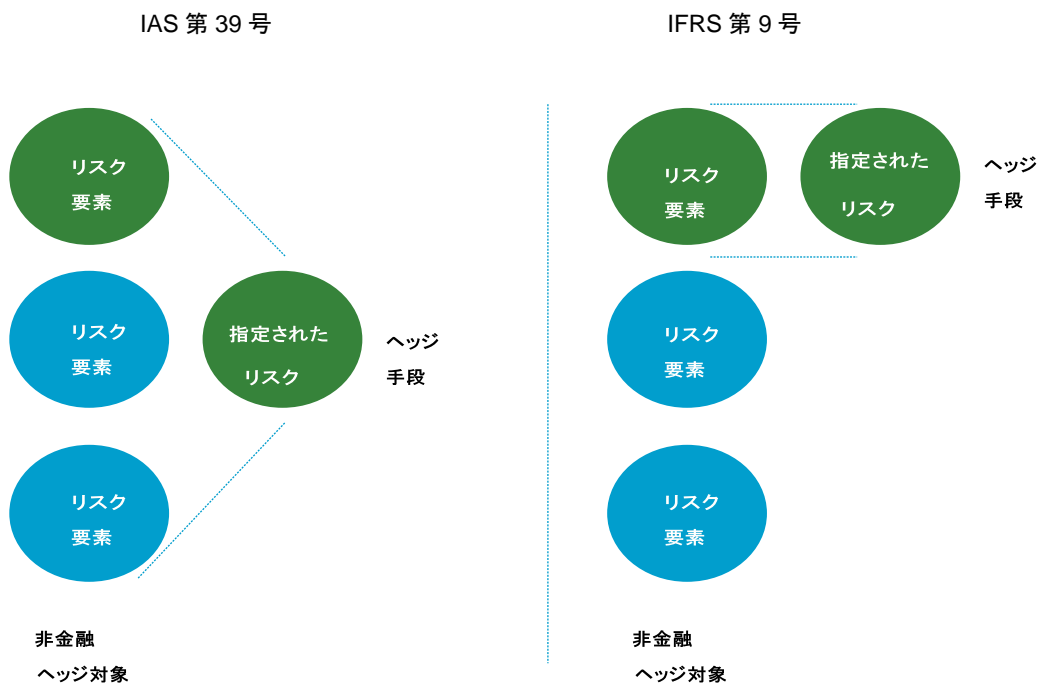 IAS 第 39 号
リスク
要素
リスク
要素
指定された
リスク
ヘッジ
手段
リスク
要素
非金融
ヘッジ対象
IFRS 第 9 号
リスク
要素
指定された
リスク
ヘッジ
手段
リスク
要素
リスク
要素
非金融
ヘッジ対象